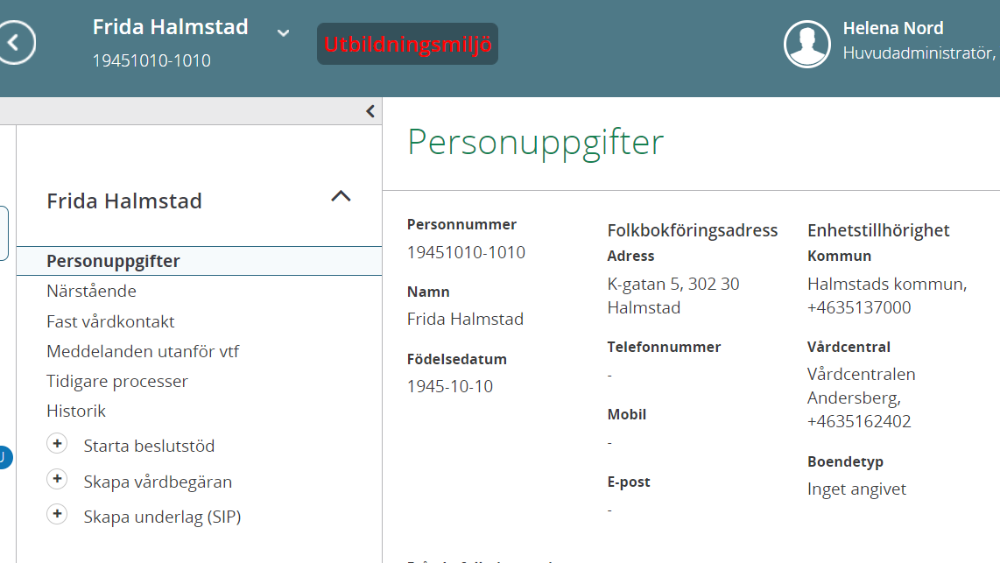 Frida Halmstad
19451010-1010
Utbildningsmiljö
Helena Nord
Huvudadministratör,
Frida Halmstad
Personuppgifter
Närstående
Fast vårdkontakt
Meddelanden utanför vtf
Tidigare processer
Historik
Starta beslutstöd
Skapa vårdbegäran
Skapa underlag (SIP)
Personuppgifter
Personnummer
19451010-1010
Namn
Frida Halmstad
Födelsedatum
1945-10-10
Folkbokföringsadress
Adress
K-gatan 5, 302 30
Halmstad
Telefonnummer
-
Mobil
-
E-post
-
Enhetstillhörighet
Kommun
Halmstads kommun,
+4635137000
Vårdcentral
Vårdcentralen
Andersberg,
+4635162402
Boendetyp
Inget angivet